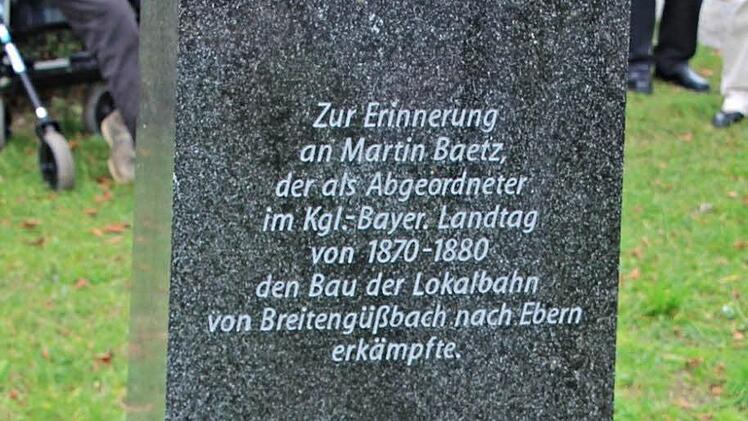 Zur Erinnerung
an Martin Baetz,
der als Abgeordneter
im Kgl.-Bayer. Landtag
von 1870-1880
den Bau der Lokalbahn
von Breitengüßbach nach Ebern
erkämpfte.